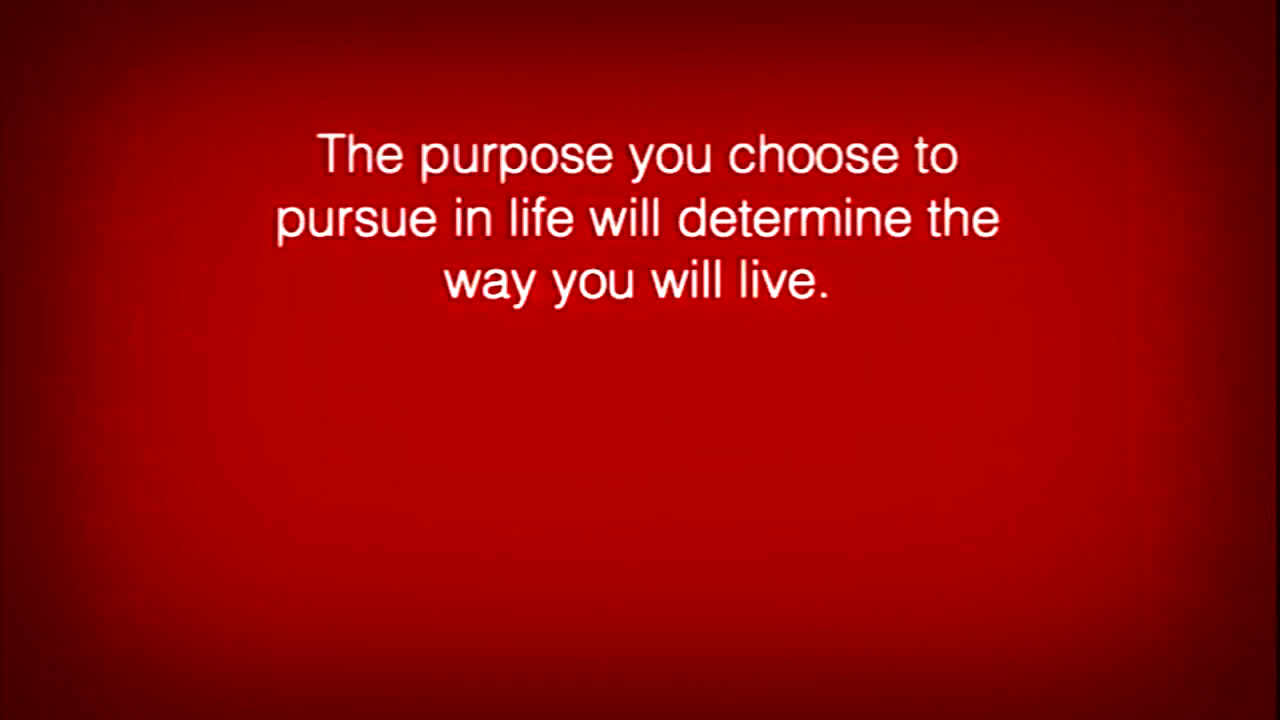 The purpose you choose to
pursue in life will determine the
way you will live.